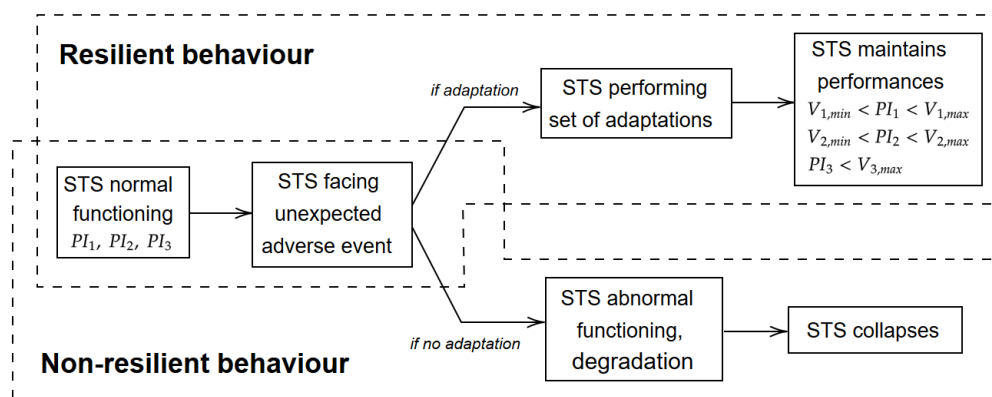 Resilient behaviour
STS normal
functioning
PI₁, PI₂, PI₃
STS facing
unexpected
adverse event
if adaptation
STS performing
set of adaptations
STS maintains
performances
V₁,min < PI₁ < V₁,max
V₂,min < PI₂ < V₂,max
PI₃ < V₃,max
if no adaptation
STS abnormal
functioning,
degradation
STS collapses
Non-resilient behaviour